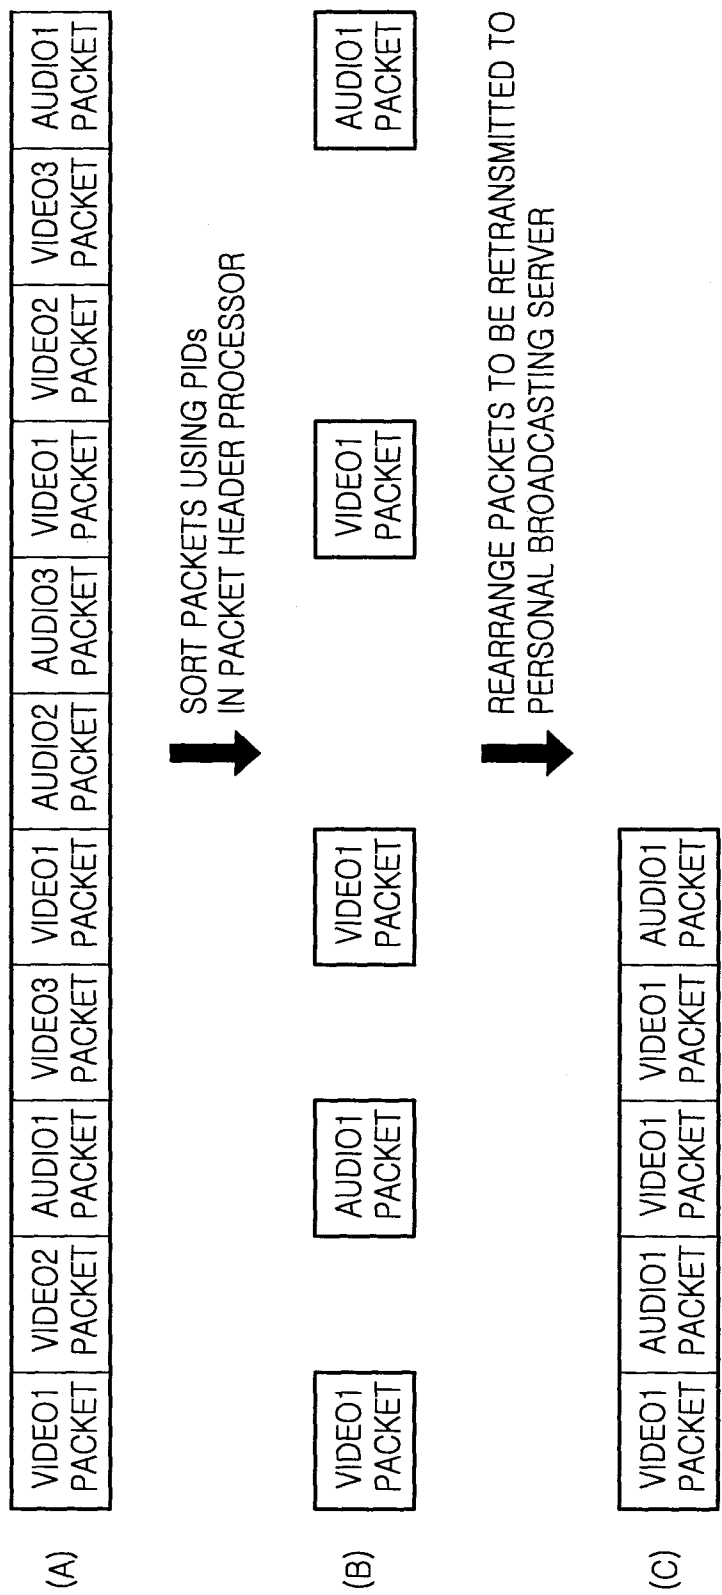 (A)
VIDEO1
PACKET
VIDEO2
PACKET
AUDIO1
PACKET
VIDEO3
PACKET
VIDEO1
PACKET
AUDIO2
PACKET
AUDIO3
PACKET
VIDEO1
PACKET
VIDEO2
PACKET
VIDEO3
PACKET
AUDIO1
PACKET
SORT PACKETS USING PIDs
IN PACKET HEADER PROCESSOR
(B)
VIDEO1
PACKET
AUDIO1
PACKET
VIDEO1
PACKET
VIDEO1
PACKET
AUDIO1
PACKET
REARRANGE PACKETS TO BE RETRANSMITTED TO
PERSONAL BROADCASTING SERVER
(C)
VIDEO1
PACKET
AUDIO1
PACKET
VIDEO1
PACKET
VIDEO1
PACKET
AUDIO1
PACKET